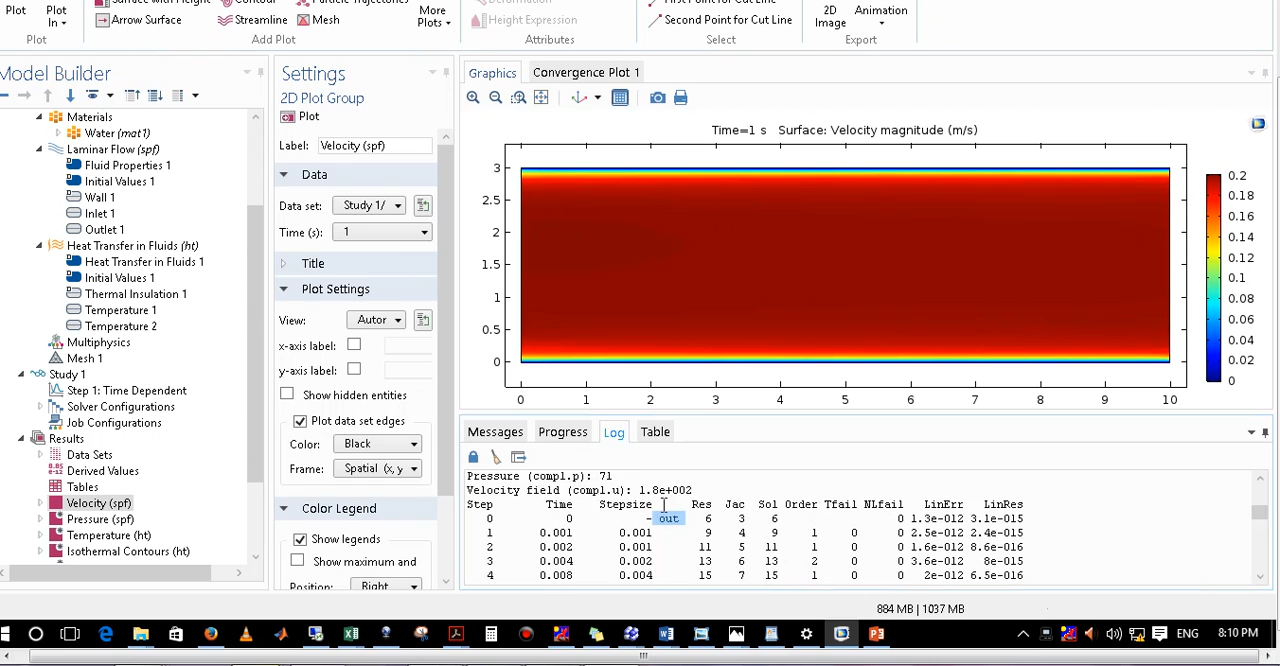 Surface with Height Contour Particle Trajectories First Point for Cut Line
Plot Plot In Arrow Surface Streamline Mesh More Plots Height Expression Second Point for Cut Line 2D Image Animation
Plot Add Plot Attributes Select Export
Model Builder
Materials
Water (mat1)
Laminar Flow (spf)
Fluid Properties 1
Initial Values 1
Wall 1
Inlet 1
Outlet 1
Heat Transfer in Fluids (ht)
Heat Transfer in Fluids 1
Initial Values 1
Thermal Insulation 1
Temperature 1
Temperature 2
Multiphysics
Mesh 1
Study 1
Step 1: Time Dependent
Solver Configurations
Job Configurations
Results
Data Sets
Derived Values
Tables
Velocity (spf)
Pressure (spf)
Temperature (ht)
Isothermal Contours (ht)
Settings
2D Plot Group
Plot
Label: Velocity (spf)
Data
Data set: Study 1/
Time (s): 1
Title
Plot Settings
View: Autor
x-axis label:
y-axis label:
Show hidden entities
Plot data set edges
Color: Black
Frame: Spatial (x, y
Color Legend
Show legends
Show maximum and
Position: Right
Graphics Convergence Plot 1
Time=1 s Surface: Velocity magnitude (m/s)
3
2.5
2
1.5
1
0.5
0
0 1 2 3 4 5 6 7 8 9 10
0.2
0.18
0.16
0.14
0.12
0.1
0.08
0.06
0.04
0.02
0
Messages Progress Log Table
Pressure (comp1.p): 71
Velocity field (comp1.u): 1.8e+002
Step Time Stepsize Res Jac Sol Order Tfail NLfail LinErr LinRes
0 0 - out 6 3 6 0 1.3e-012 3.1e-015
1 0.001 0.001 9 4 9 1 0 0 2.5e-012 2.4e-015
2 0.002 0.001 11 5 11 1 0 0 1.6e-012 8.6e-016
3 0.004 0.002 13 6 13 2 0 0 3.6e-012 8e-015
4 0.008 0.004 15 7 15 1 0 0 2e-012 6.5e-016
884 MB | 1037 MB
ENG 8:10 PM